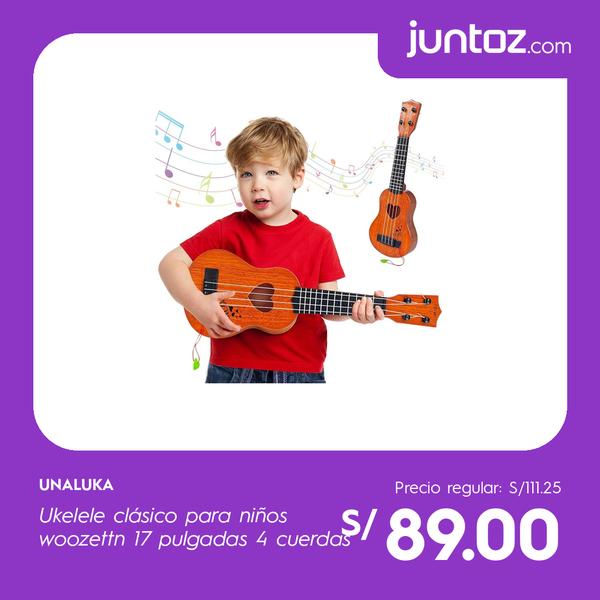 juntoz.com
UNALUKA
Ukelele clásico para niños
woozettn 17 pulgadas 4 cuerdas
Precio regular: S/111.25
S/ 89.00